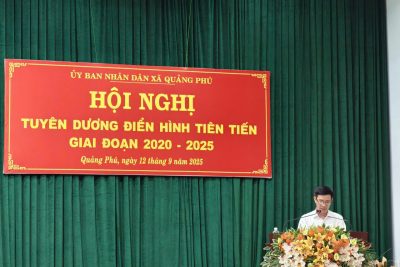 ỦY BAN NHÂN DÂN XÃ QUẢNG PHÚ
HỘI NGHỊ
TUYÊN DƯƠNG ĐIỂN HÌNH TIÊN TIẾN
GIAI ĐOẠN 2020 - 2025
Quảng Phú, ngày 12 tháng 9 năm 2025